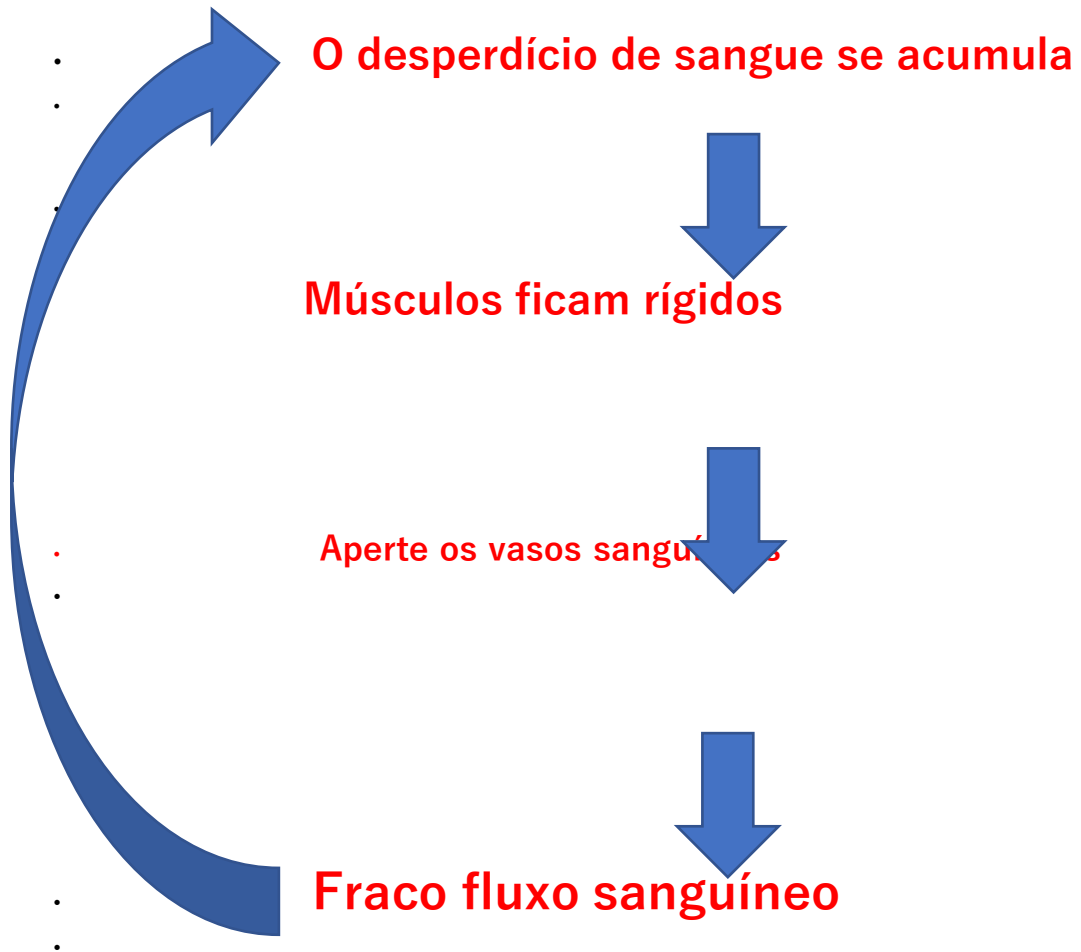 O desperdício de sangue se acumula
Músculos ficam rígidos
Aperte os vasos
Fraco fluxo sanguíneo